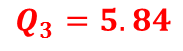 Q₃ = 5.84